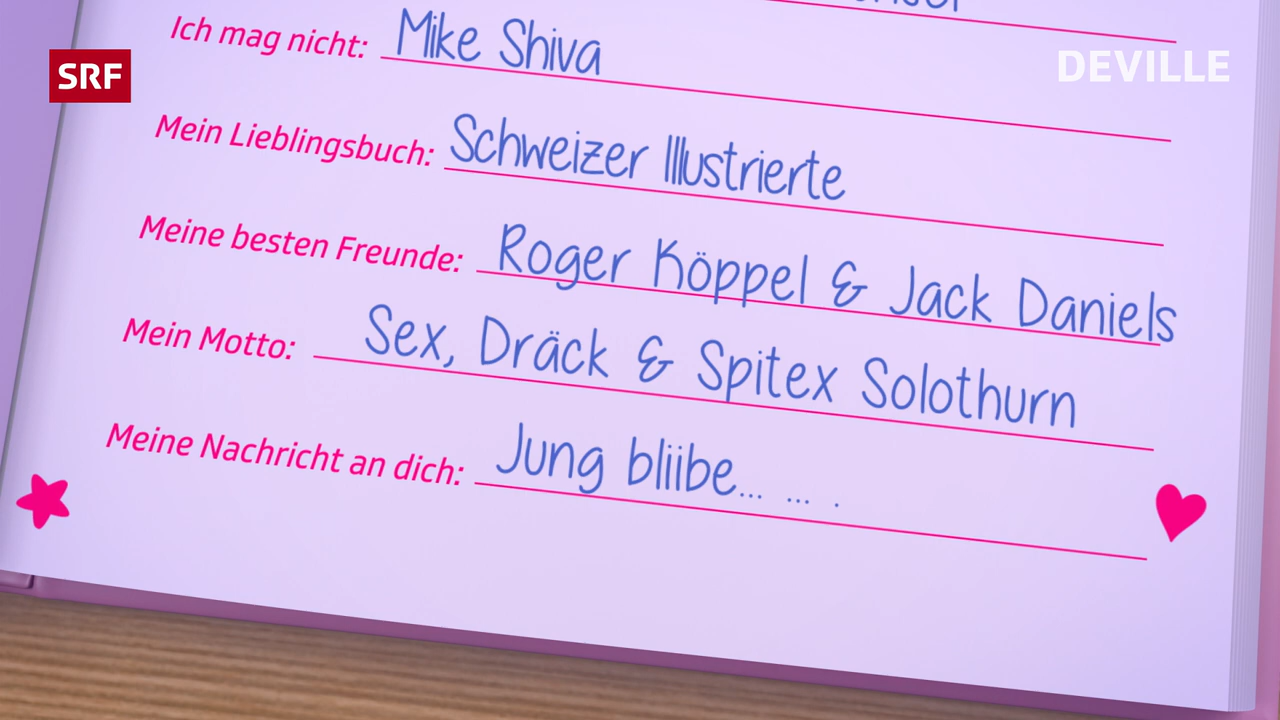 Ich mag nicht: Mike Shiva
SRF
DEVILLE
Mein Lieblingsbuch: Schweizer Illustrierte
Meine besten Freunde: Roger Köppel & Jack Daniels
Mein Motto: Sex, Dräck & Spitex Solothurn
Meine Nachricht an dich: Jung bliibe... ... .